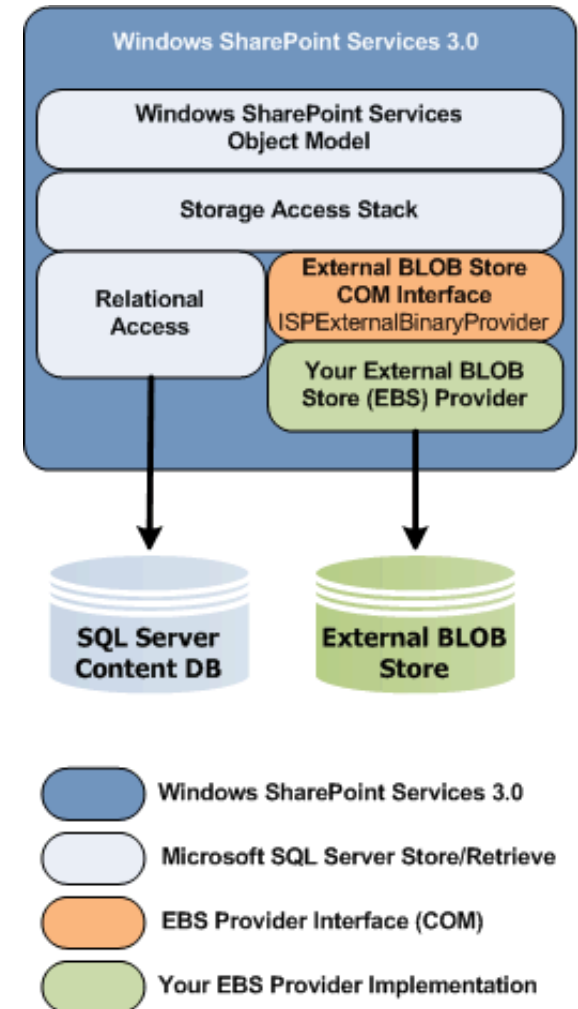 Windows SharePoint Services 3.0
Windows SharePoint Services
Object Model
Storage Access Stack
Relational
Access
External BLOB Store
COM Interface
ISPExternalBinaryProvider
Your External BLOB
Store (EBS) Provider
SQL Server
Content DB
External BLOB
Store
Windows SharePoint Services 3.0
Microsoft SQL Server Store/Retrieve
EBS Provider Interface (COM)
Your EBS Provider Implementation